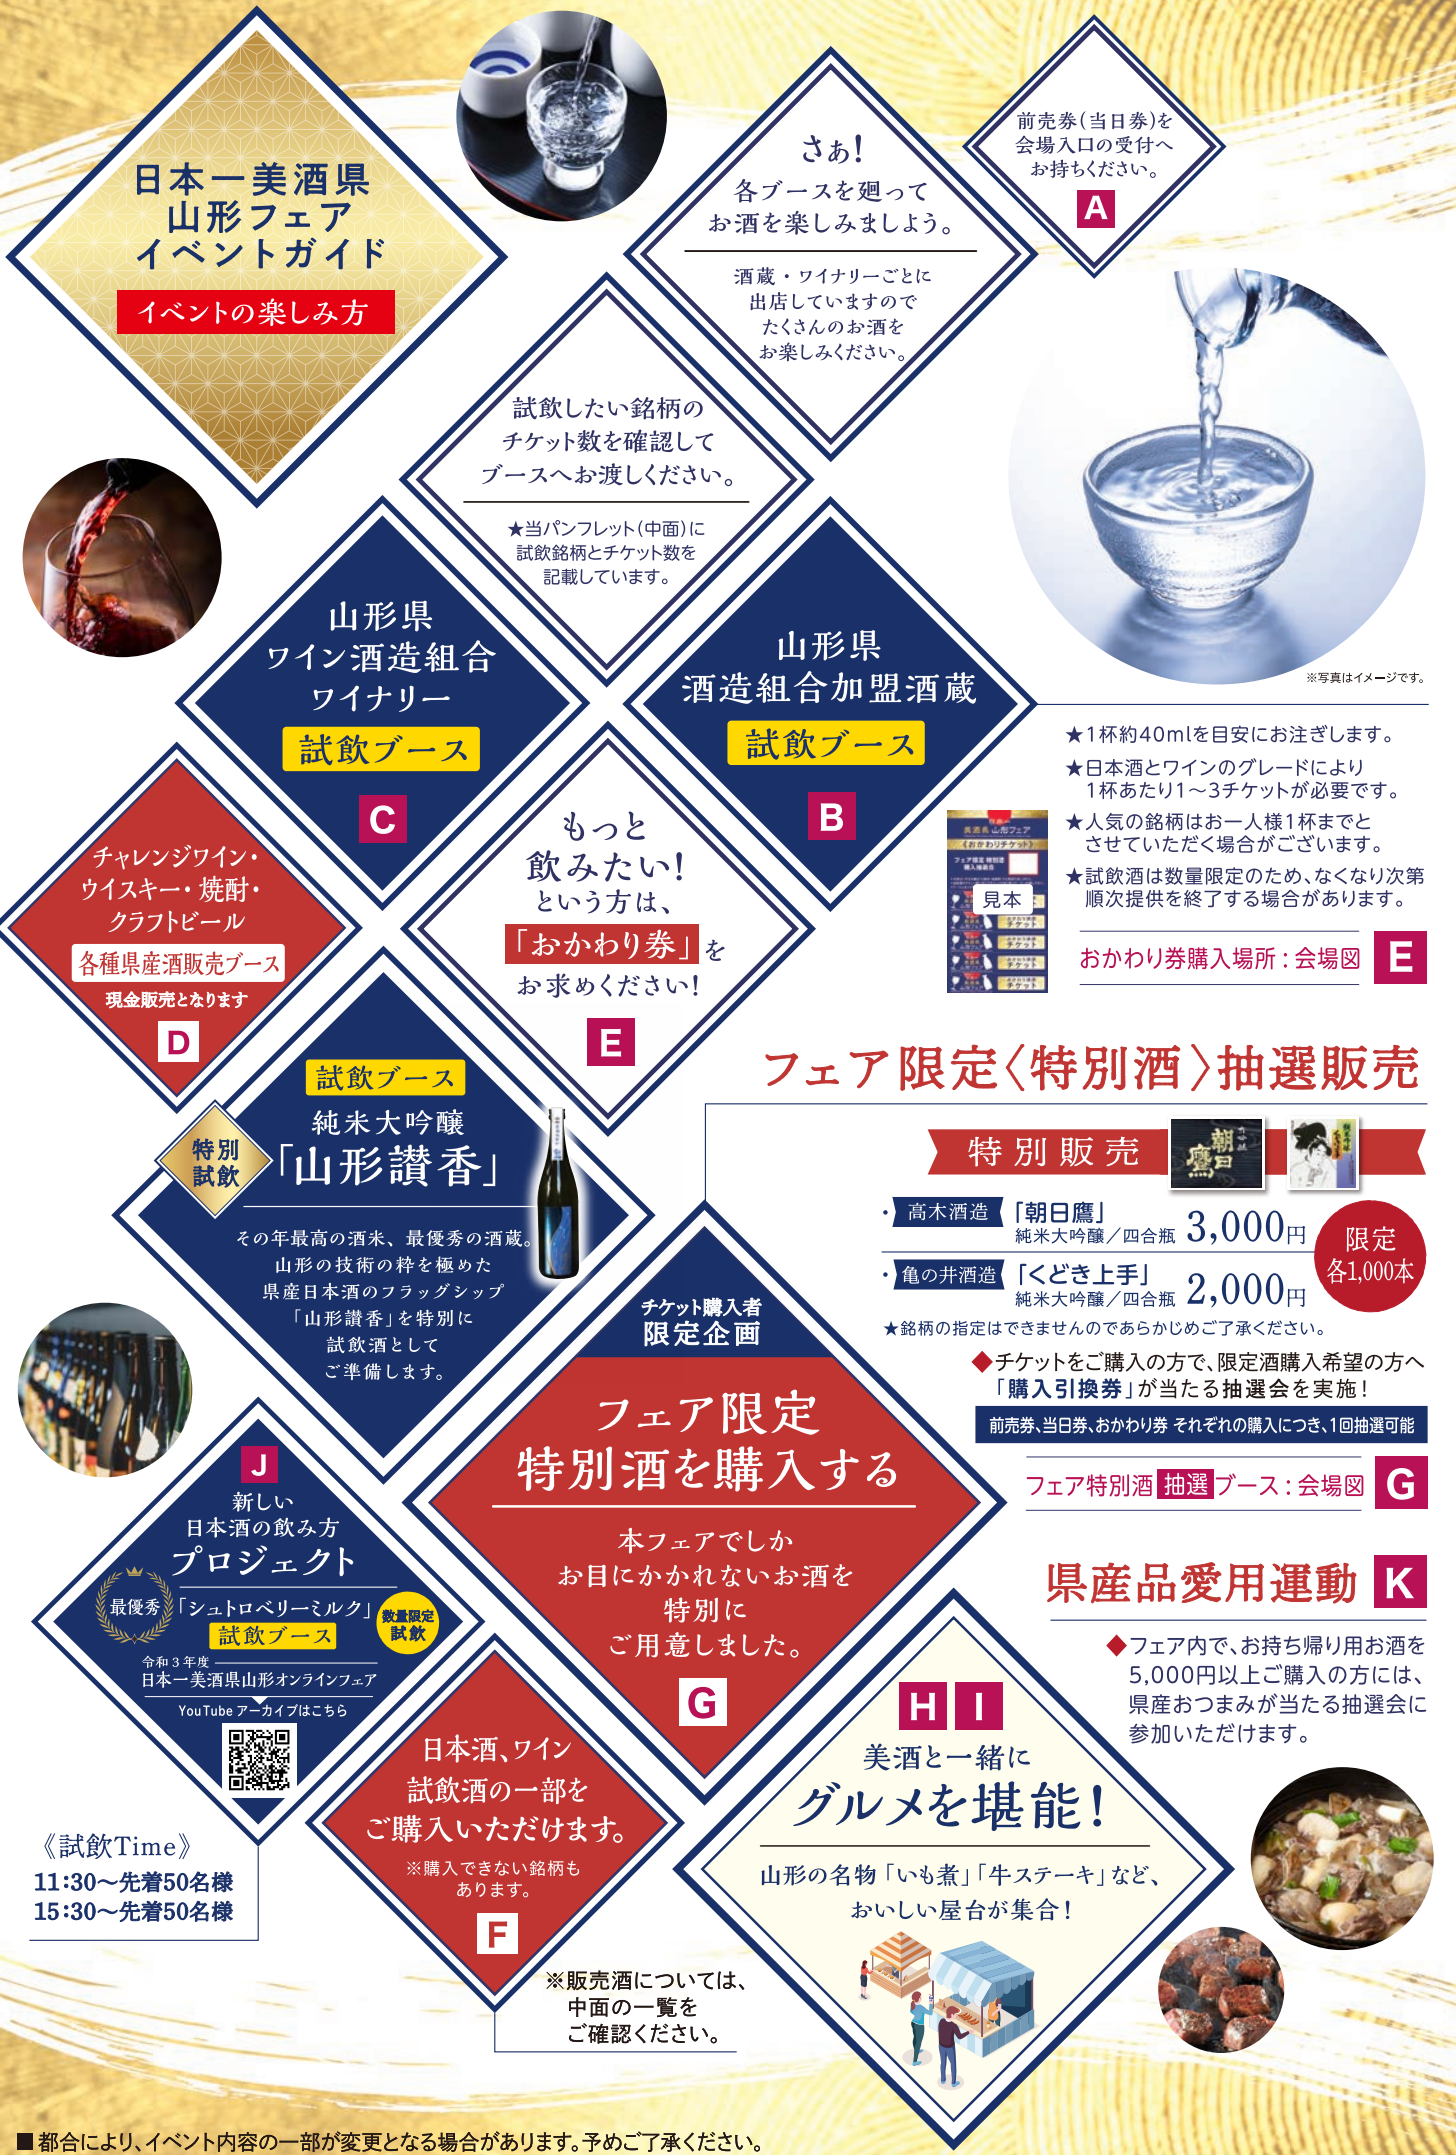 日本一美酒県
山形フェア
イベントガイド
イベントの楽しみ方
前売券(当日券)を
会場入口の受付へ
お持ちください。
A
さぁ!
各ブースを廻って
お酒を楽しみましよう。
酒蔵・ワイナリーごとに
出店していますので
たくさんのお酒を
お楽しみください。
試飲したい銘柄の
チケット数を確認して
ブースへお渡しください。
★当パンフレット(中面)に
試飲銘柄とチケット数を
記載しています。
山形県
酒造組合加盟酒蔵
試飲ブース
B
山形県
ワイン酒造組合
ワイナリー
試飲ブース
C
チャレンジワイン・
ウイスキー・焼酎・
クラフトビール
各種県産酒販売ブース
現金販売となります
D
もっと
飲みたい!
という方は、
「おかわり券」を
お求めください!
E
※写真はイメージです。
★1杯約40mlを目安にお注ぎします。
★日本酒とワインのグレードにより
1杯あたり1〜3チケットが必要です。
★人気の銘柄はお一人様1杯までと
させていただく場合がございます。
★試飲酒は数量限定のため、なくなり次第
順次提供を終了する場合があります。
美酒県 山形フェア
《おかわりチケット》
フェア限定 特別酒
購入抽選券
見本
チケット
チケット
チケット
チケット
おかわり券購入場所:会場図 E
試飲ブース
純米大吟醸
「山形讃香」
特別
試飲
その年最高の酒米、最優秀の酒蔵。
山形の技術の粋を極めた
県産日本酒のフラッグシップ
「山形讃香」を特別に
試飲酒として
ご準備します。
フェア限定〈特別酒〉抽選販売
特別販売
朝日鷹
・高木酒造 「朝日鷹」
純米大吟醸/四合瓶 3,000円
・亀の井酒造 「くどき上手」
純米大吟醸/四合瓶 2,000円
限定
各1,000本
★銘柄の指定はできませんのであらかじめご了承ください。
◆チケットをご購入の方で、限定酒購入希望の方へ
「購入引換券」が当たる抽選会を実施!
前売券、当日券、おかわり券 それぞれの購入につき、1回抽選可能
フェア特別酒 抽選 ブース:会場図 G
チケット購入者
限定企画
フェア限定
特別酒を購入する
本フェアでしか
お目にかかれないお酒を
特別に
ご用意しました。
G
J
新しい
日本酒の飲み方
プロジェクト
最優秀
「シュトロベリーミルク」
試飲ブース
数量限定
試飲
令和3年度
日本一美酒県山形オンラインフェア
YouTube アーカイブはこちら
《試飲Time》
11:30〜先着50名様
15:30〜先着50名様
日本酒、ワイン
試飲酒の一部を
ご購入いただけます。
※購入できない銘柄も
あります。
F
※販売酒については、
中面の一覧を
ご確認ください。
県産品愛用運動 K
◆フェア内で、お持ち帰り用お酒を
5,000円以上ご購入の方には、
県産おつまみが当たる抽選会に
参加いただけます。
H I
美酒と一緒に
グルメを堪能!
山形の名物「いも煮」「牛ステーキ」など、
おいしい屋台が集合!
■都合により、イベント内容の一部が変更となる場合があります。予めご了承ください。